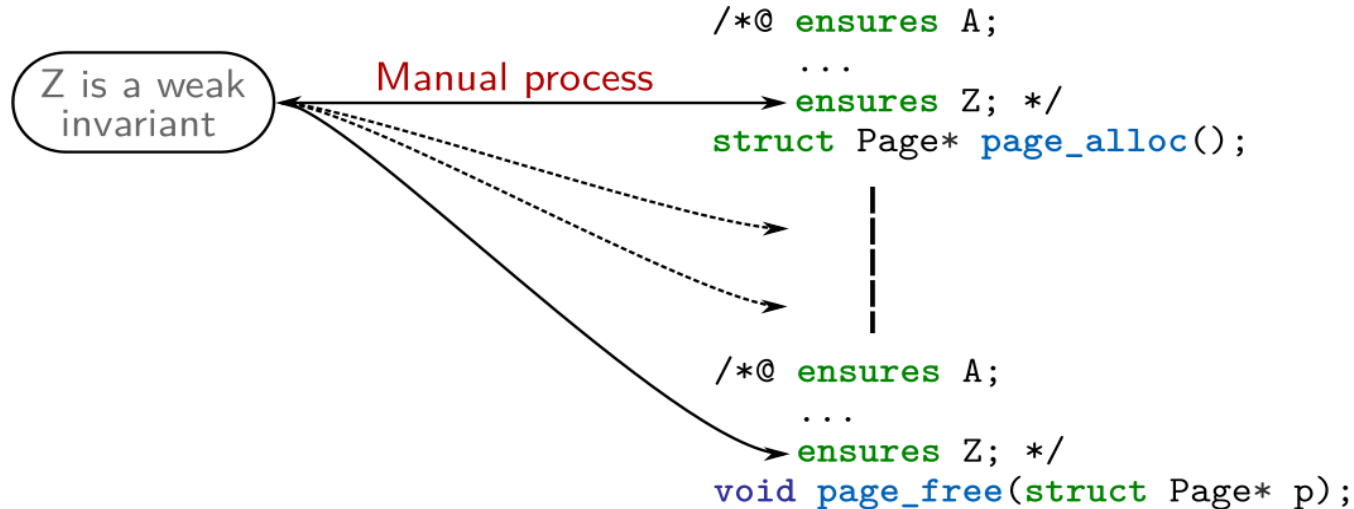 Z is a weak
invariant
Manual process
/*@ ensures A;
...
ensures Z; */
struct Page* page_alloc();
/*@ ensures A;
...
ensures Z; */
void page_free(struct Page* p);